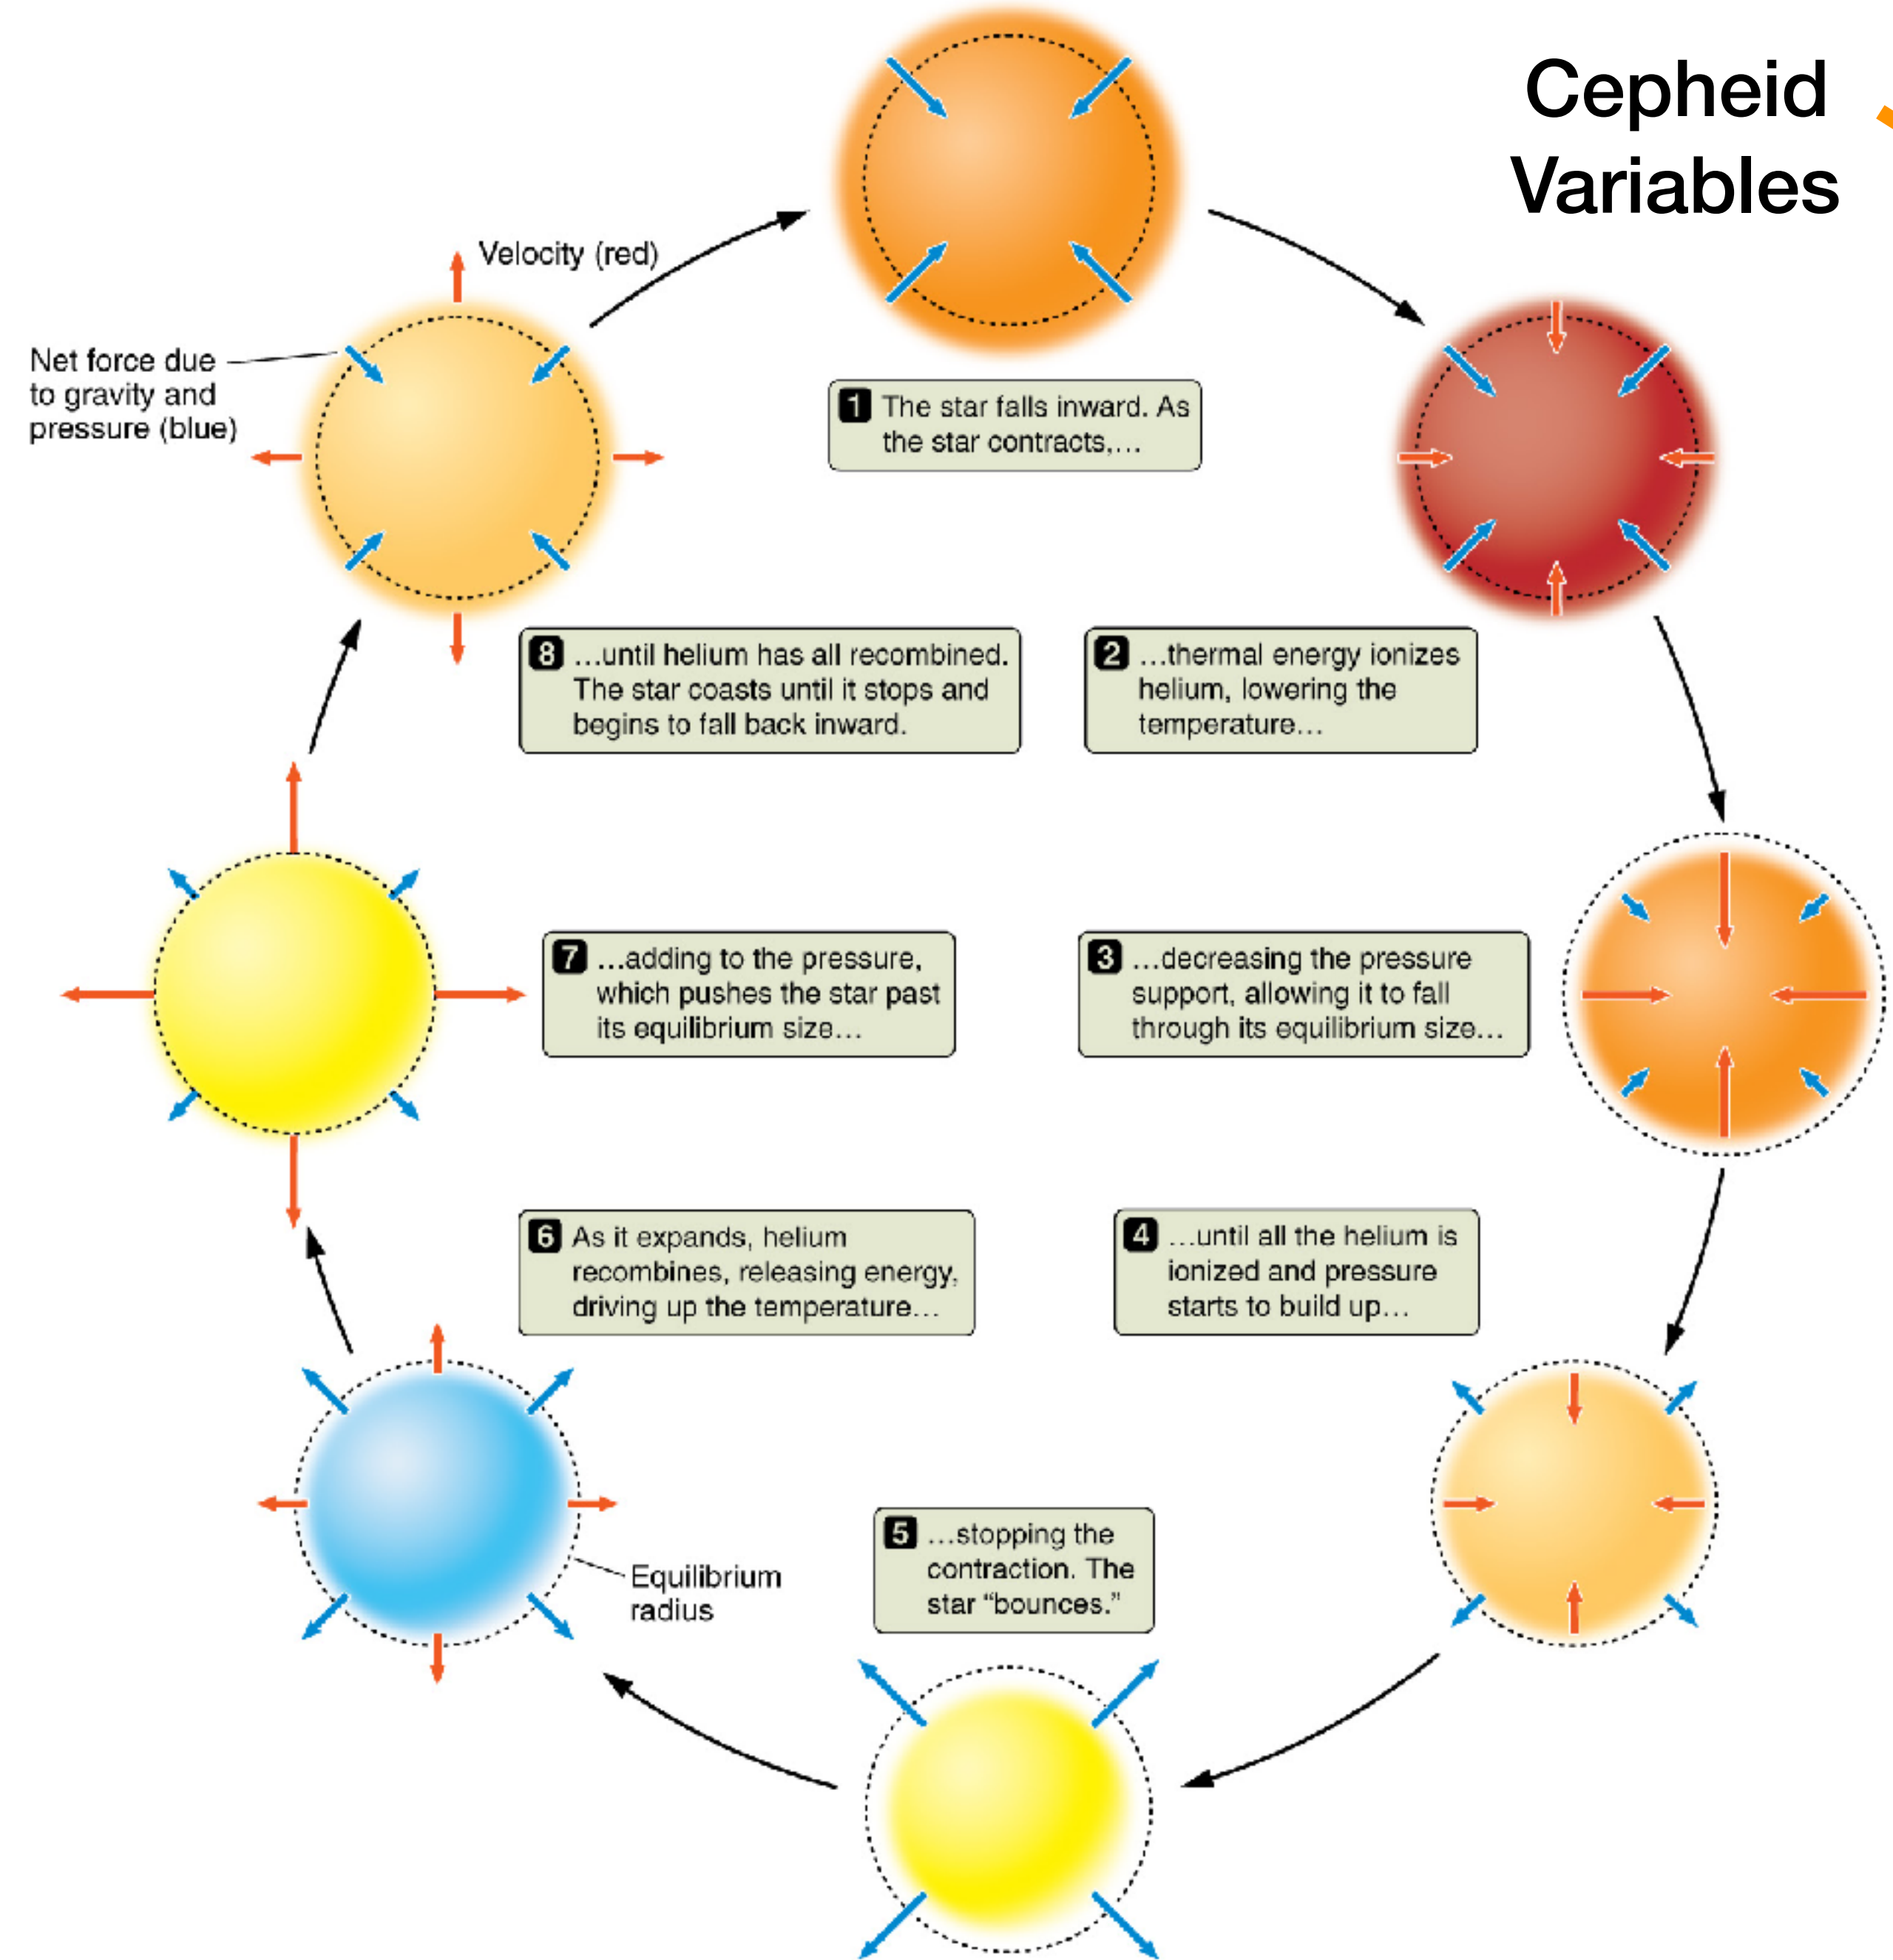 Cepheid
Variables
Velocity (red)
Net force due
to gravity and
pressure (blue)
1 The star falls inward. As
the star contracts,…
2 …thermal energy ionizes
helium, lowering the
temperature…
3 …decreasing the pressure
support, allowing it to fall
through its equilibrium size…
4 …until all the helium is
ionized and pressure
starts to build up…
5 …stopping the
contraction. The
star “bounces.”
6 As it expands, helium
recombines, releasing energy,
driving up the temperature…
7 …adding to the pressure,
which pushes the star past
its equilibrium size…
8 …until helium has all recombined.
The star coasts until it stops and
begins to fall back inward.
Equilibrium
radius